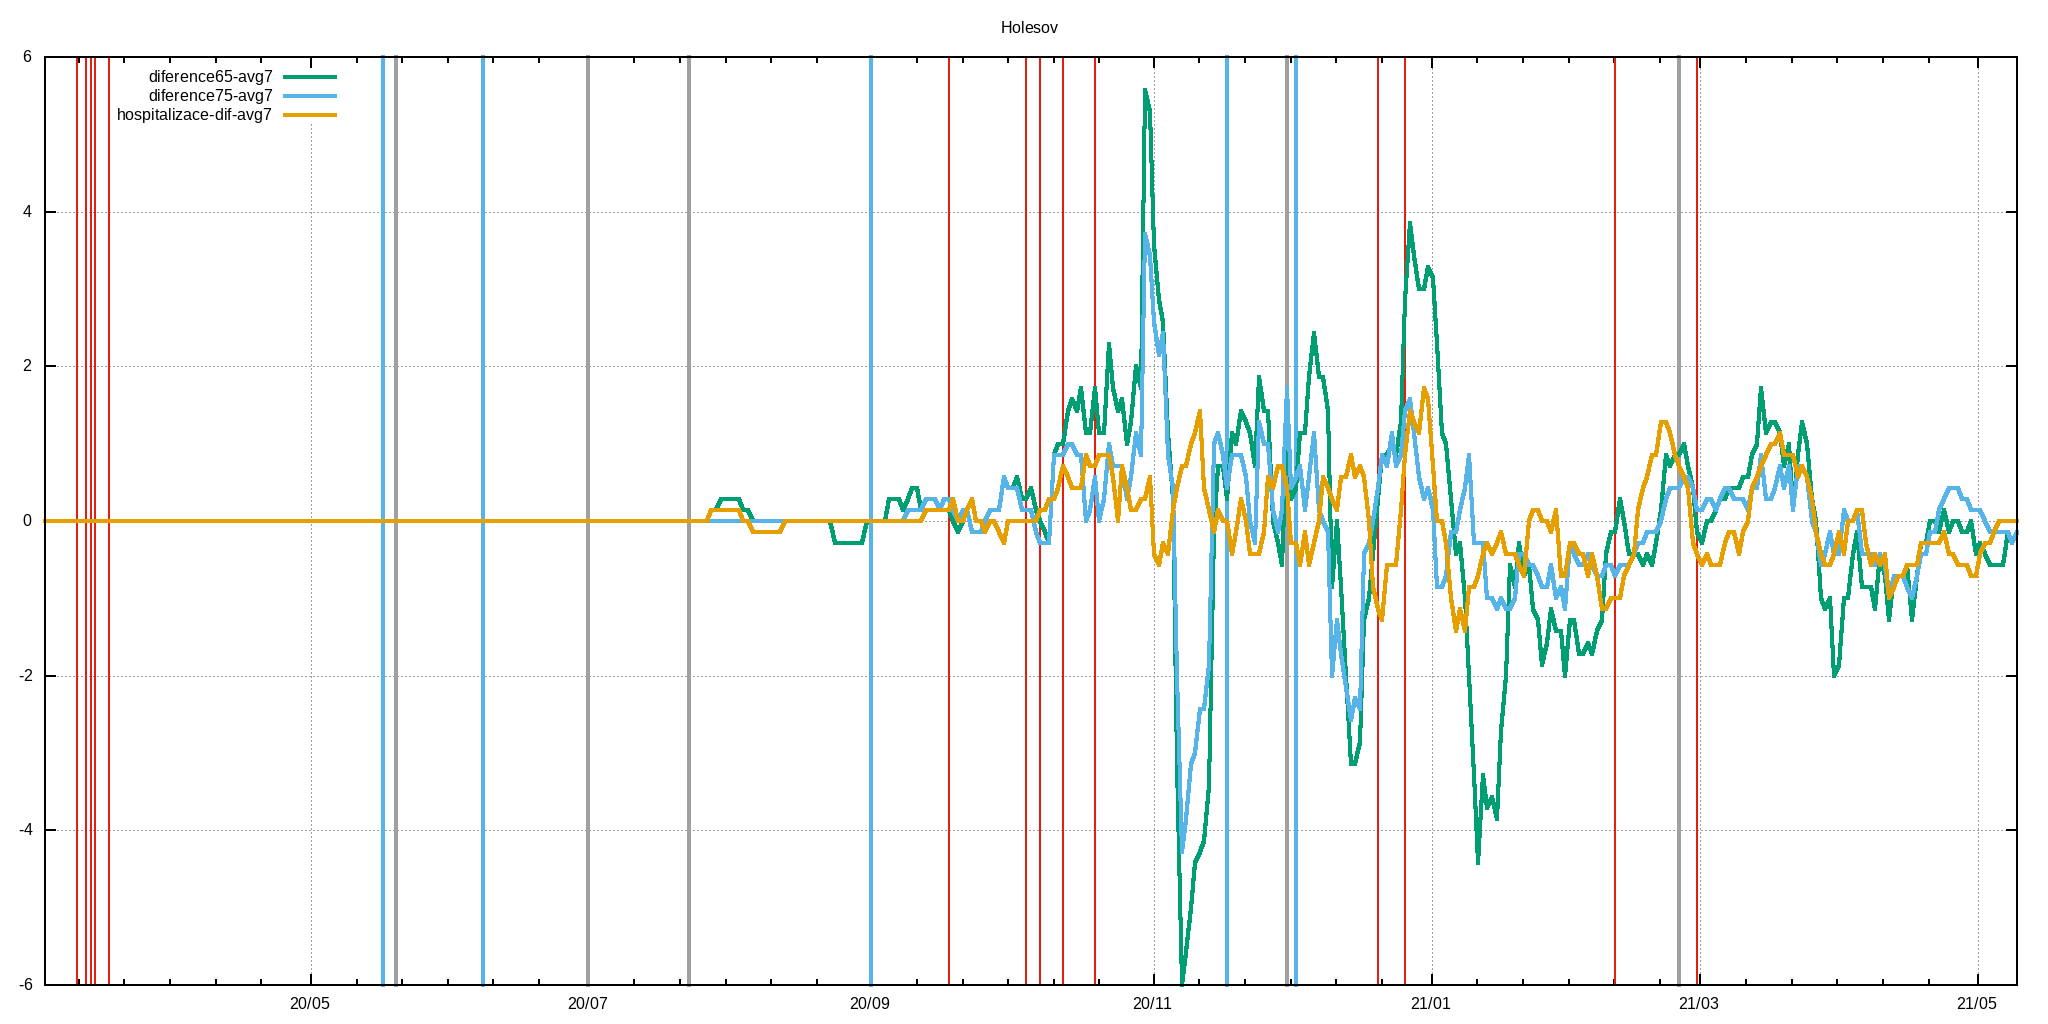 Holesov
6
diference65-avg7
diference75-avg7
hospitalizace-dif-avg7
4
2
0
-2
-4
-6
20/05 20/07 20/09 20/11 21/01 21/03 21/05